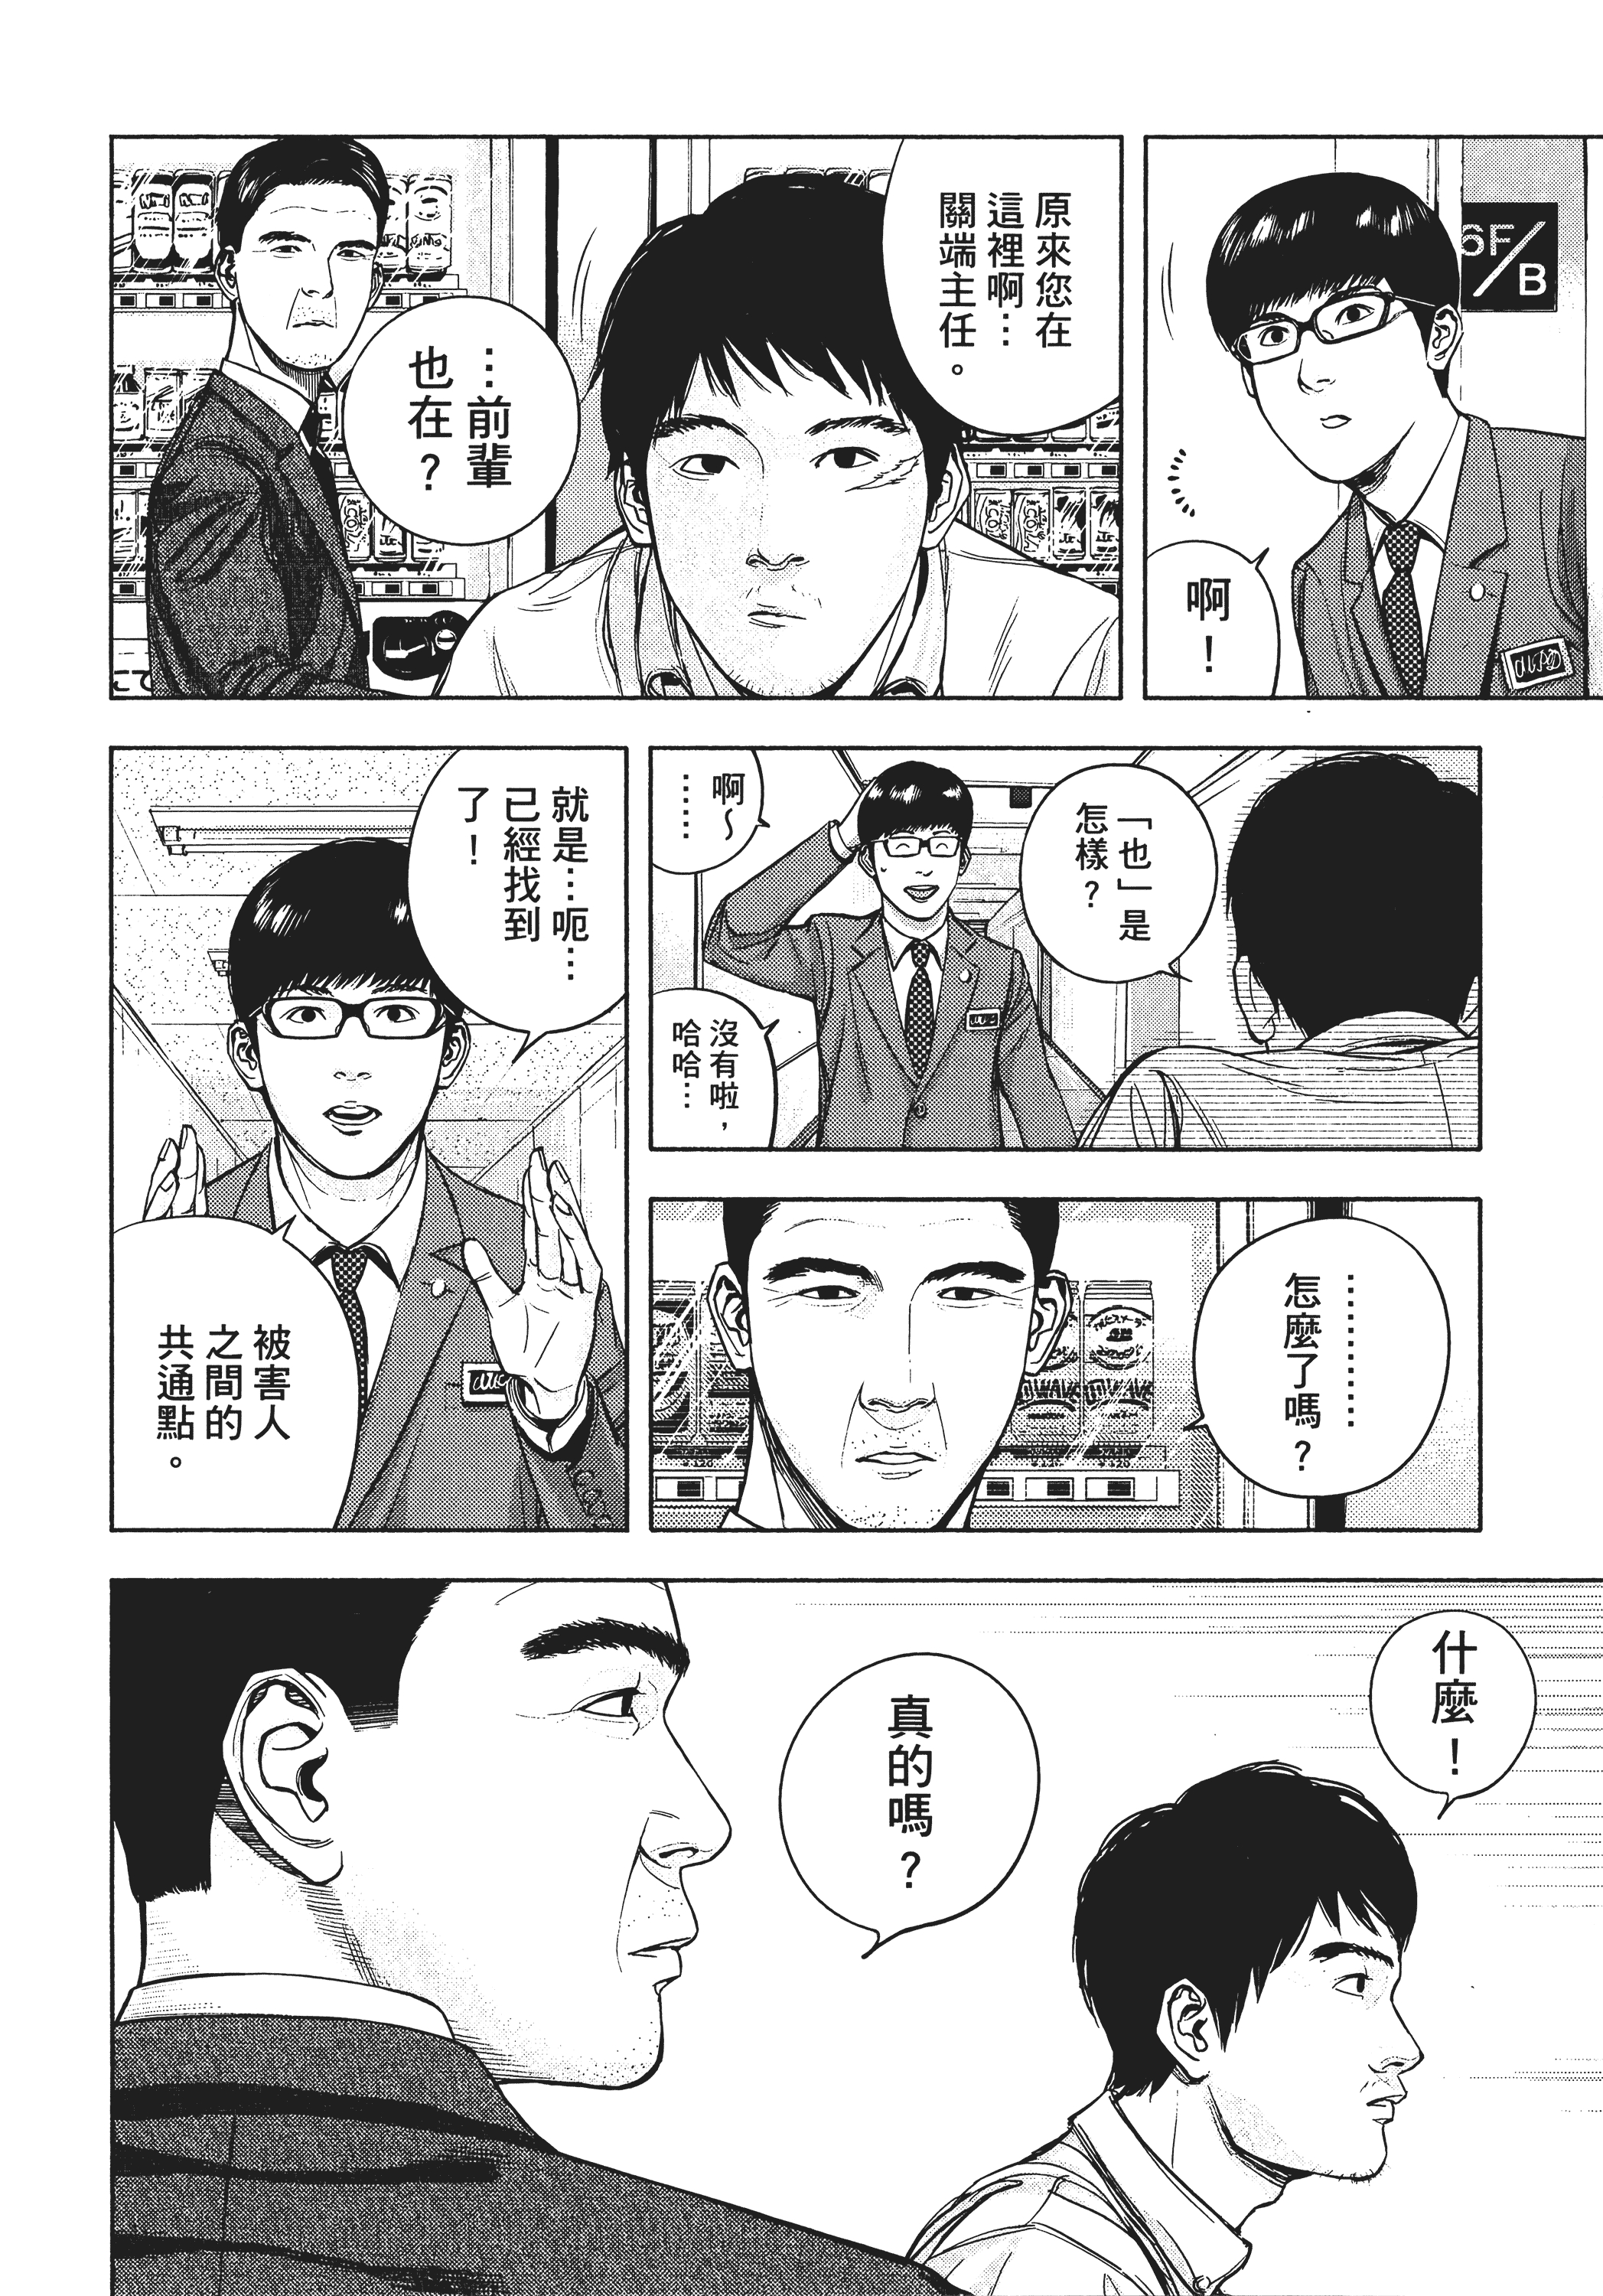 6F/B
啊！
原來您在
這裡啊…
關端主任。
…前輩
也在？
「也」是
怎樣？
啊～
……
沒有啦，
哈哈…
…………
怎麼了嗎？
就是…呃…
已經找到
了！
被害人
之間的
共通點。
什麼！
真的嗎？